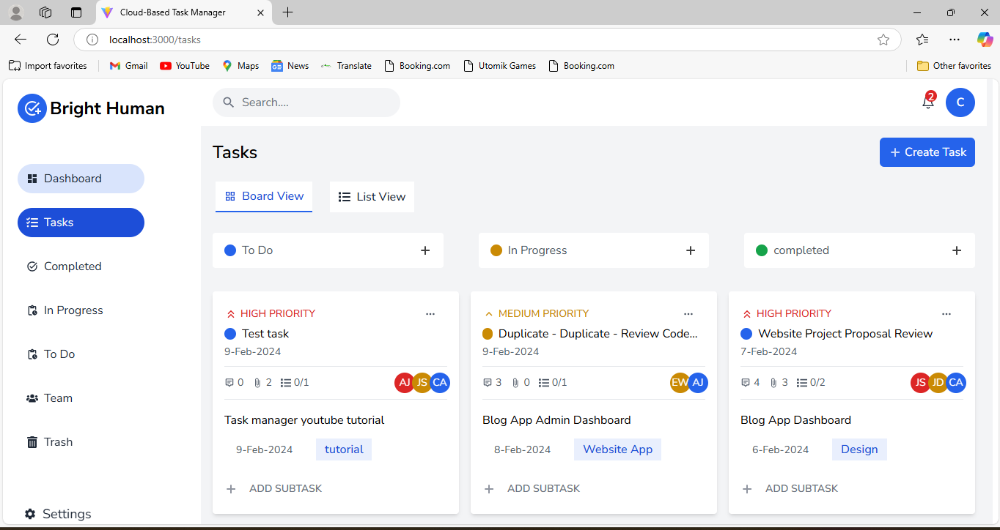 Cloud-Based Task Manager
localhost:3000/tasks
Import favorites Gmail YouTube Maps News Translate Booking.com Utomik Games Booking.com Other favorites
Bright Human
Search....
2
C
Dashboard
Tasks
Completed
In Progress
To Do
Team
Trash
Settings
Tasks
+ Create Task
Board View List View
To Do +
In Progress +
completed +
HIGH PRIORITY ...
Test task
9-Feb-2024
0 2 0/1 AJ JS CA
Task manager youtube tutorial
9-Feb-2024 tutorial
+ ADD SUBTASK
MEDIUM PRIORITY ...
Duplicate - Duplicate - Review Code...
9-Feb-2024
3 0 0/1 EW AJ
Blog App Admin Dashboard
8-Feb-2024 Website App
+ ADD SUBTASK
HIGH PRIORITY ...
Website Project Proposal Review
7-Feb-2024
4 3 0/2 JS JD CA
Blog App Dashboard
6-Feb-2024 Design
+ ADD SUBTASK